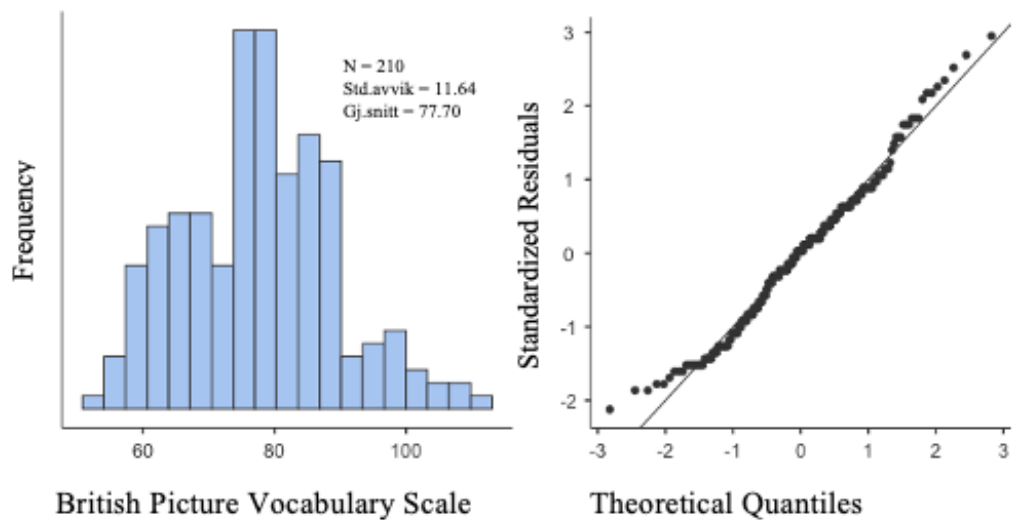 N = 210
Std.avvik = 11.64
Gj.snitt = 77.70
Frequency
60 80 100
British Picture Vocabulary Scale
3
2
1
0
-1
-2
Standardized Residuals
-3 -2 -1 0 1 2 3
Theoretical Quantiles